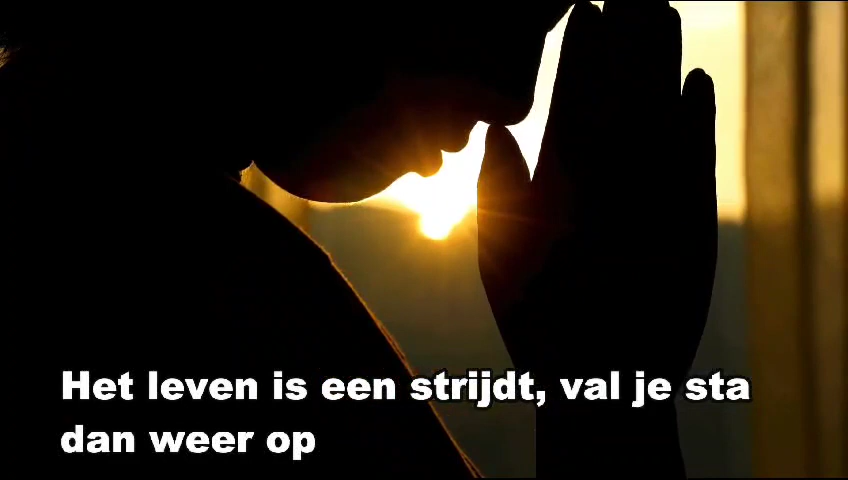 Het leven is een strijdt, val je sta
dan weer op